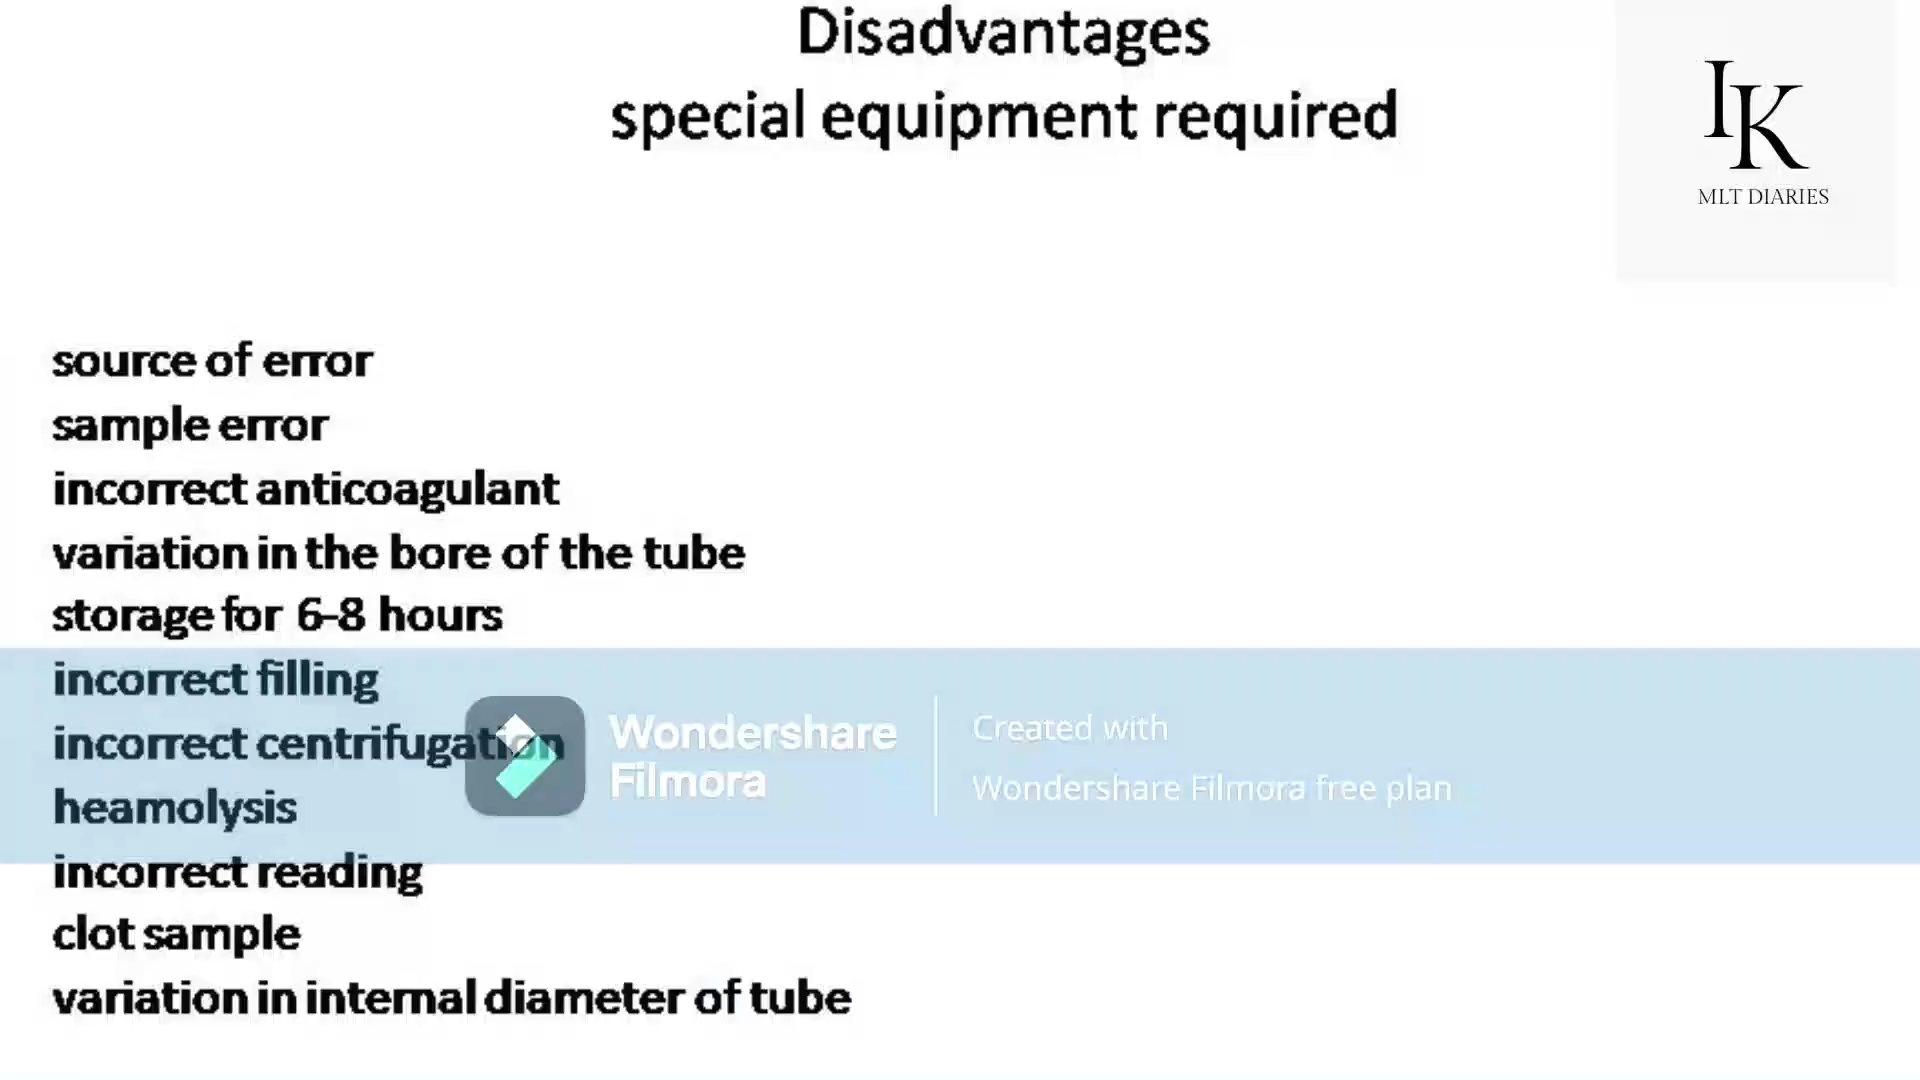 Disadvantages
special equipment required
IK
MLT DIARIES
source of error
sample error
incorrect anticoagulant
variation in the bore of the tube
storage for 6-8 hours
incorrect filling
incorrect centrifugation
heamolysis
incorrect reading
clot sample
variation in internal diameter of tube
Wondershare
Filmora
Created with
Wondershare Filmora free plan